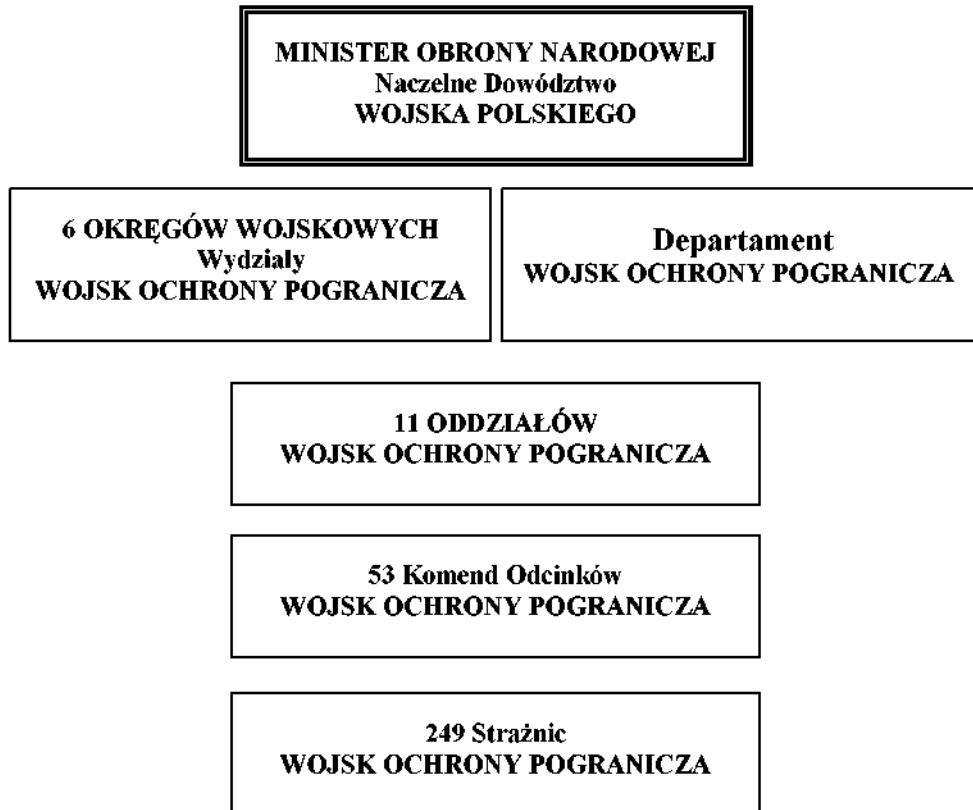 MINISTER OBRONY NARODOWEJ
Naczelne Dowództwo
WOJSKA POLSKIEGO
6 OKRĘGÓW WOJSKOWYCH
Wydziały
WOJSK OCHRONY POGRANICZA
Departament
WOJSK OCHRONY POGRANICZA
11 ODDZIAŁÓW
WOJSK OCHRONY POGRANICZA
53 Komend Odcinków
WOJSK OCHRONY POGRANICZA
249 Strażnic
WOJSK OCHRONY POGRANICZA